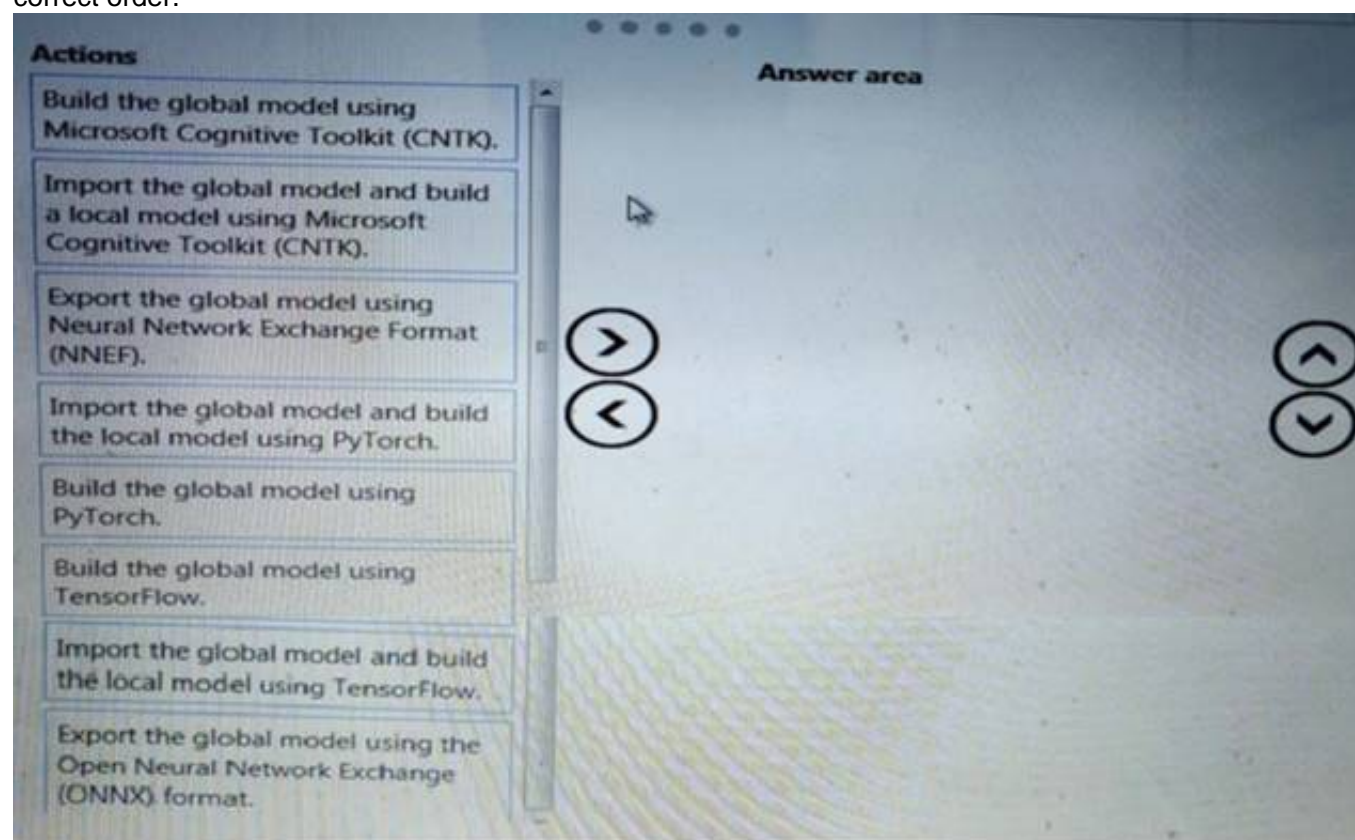 correct order.
Actions
Answer area
Build the global model using
Microsoft Cognitive Toolkit (CNTK).
Import the global model and build
a local model using Microsoft
Cognitive Toolkit (CNTK).
Export the global model using
Neural Network Exchange Format
(NNEF).
Import the global model and build
the local model using PyTorch.
Build the global model using
PyTorch.
Build the global model using
TensorFlow.
Import the global model and build
the local model using TensorFlow.
Export the global model using the
Open Neural Network Exchange
(ONNX) format.